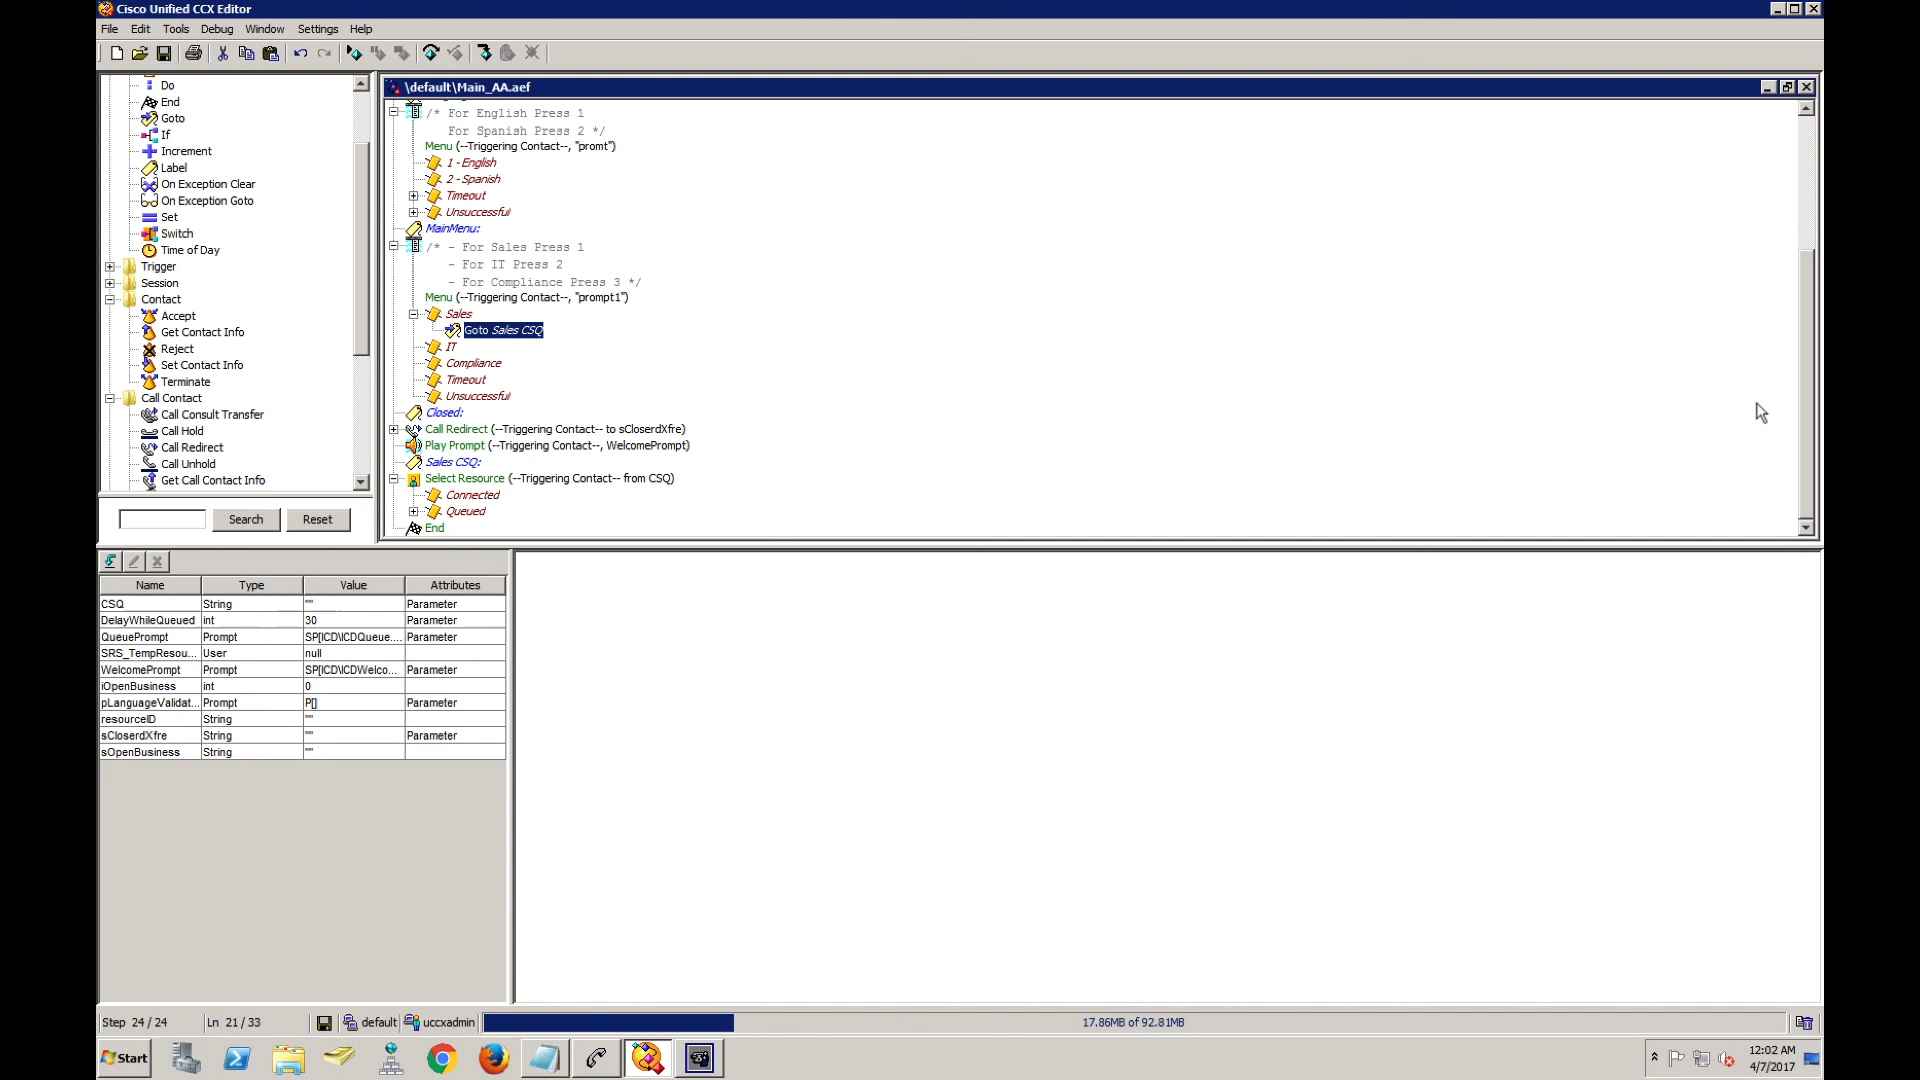 Cisco Unified CCX Editor
File Edit Tools Debug Window Settings Help
\default\Main_AA.aef
Do
End
Goto
If
Increment
Label
On Exception Clear
On Exception Goto
Set
Switch
Time of Day
Trigger
Session
Contact
Accept
Get Contact Info
Reject
Set Contact Info
Terminate
Call Contact
Call Consult Transfer
Call Hold
Call Redirect
Call Unhold
Get Call Contact Info
Search Reset
/* For English Press 1
For Spanish Press 2 */
Menu (--Triggering Contact--, "promt")
1 - English
2 - Spanish
Timeout
Unsuccessful
MainMenu:
/* - For Sales Press 1
- For IT Press 2
- For Compliance Press 3 */
Menu (--Triggering Contact--, "prompt1")
Sales
Goto Sales CSQ
IT
Compliance
Timeout
Unsuccessful
Closed:
Call Redirect (--Triggering Contact-- to sCloserdXfre)
Play Prompt (--Triggering Contact--, WelcomePrompt)
Sales CSQ:
Select Resource (--Triggering Contact-- from CSQ)
Connected
Queued
End
Name Type Value Attributes
CSQ String "" Parameter
DelayWhileQueued int 30 Parameter
QueuePrompt Prompt SP[ICD\ICDQueue.... Parameter
SRS_TempResou... User null
WelcomePrompt Prompt SP[ICD\ICDWelco... Parameter
iOpenBusiness int 0
pLanguageValidat... Prompt P[] Parameter
resourceID String ""
sCloserdXfre String "" Parameter
sOpenBusiness String ""
Step 24 / 24 Ln 21 / 33 default uccxadmin 17.86MB of 92.81MB
Start 12:02 AM
4/7/2017